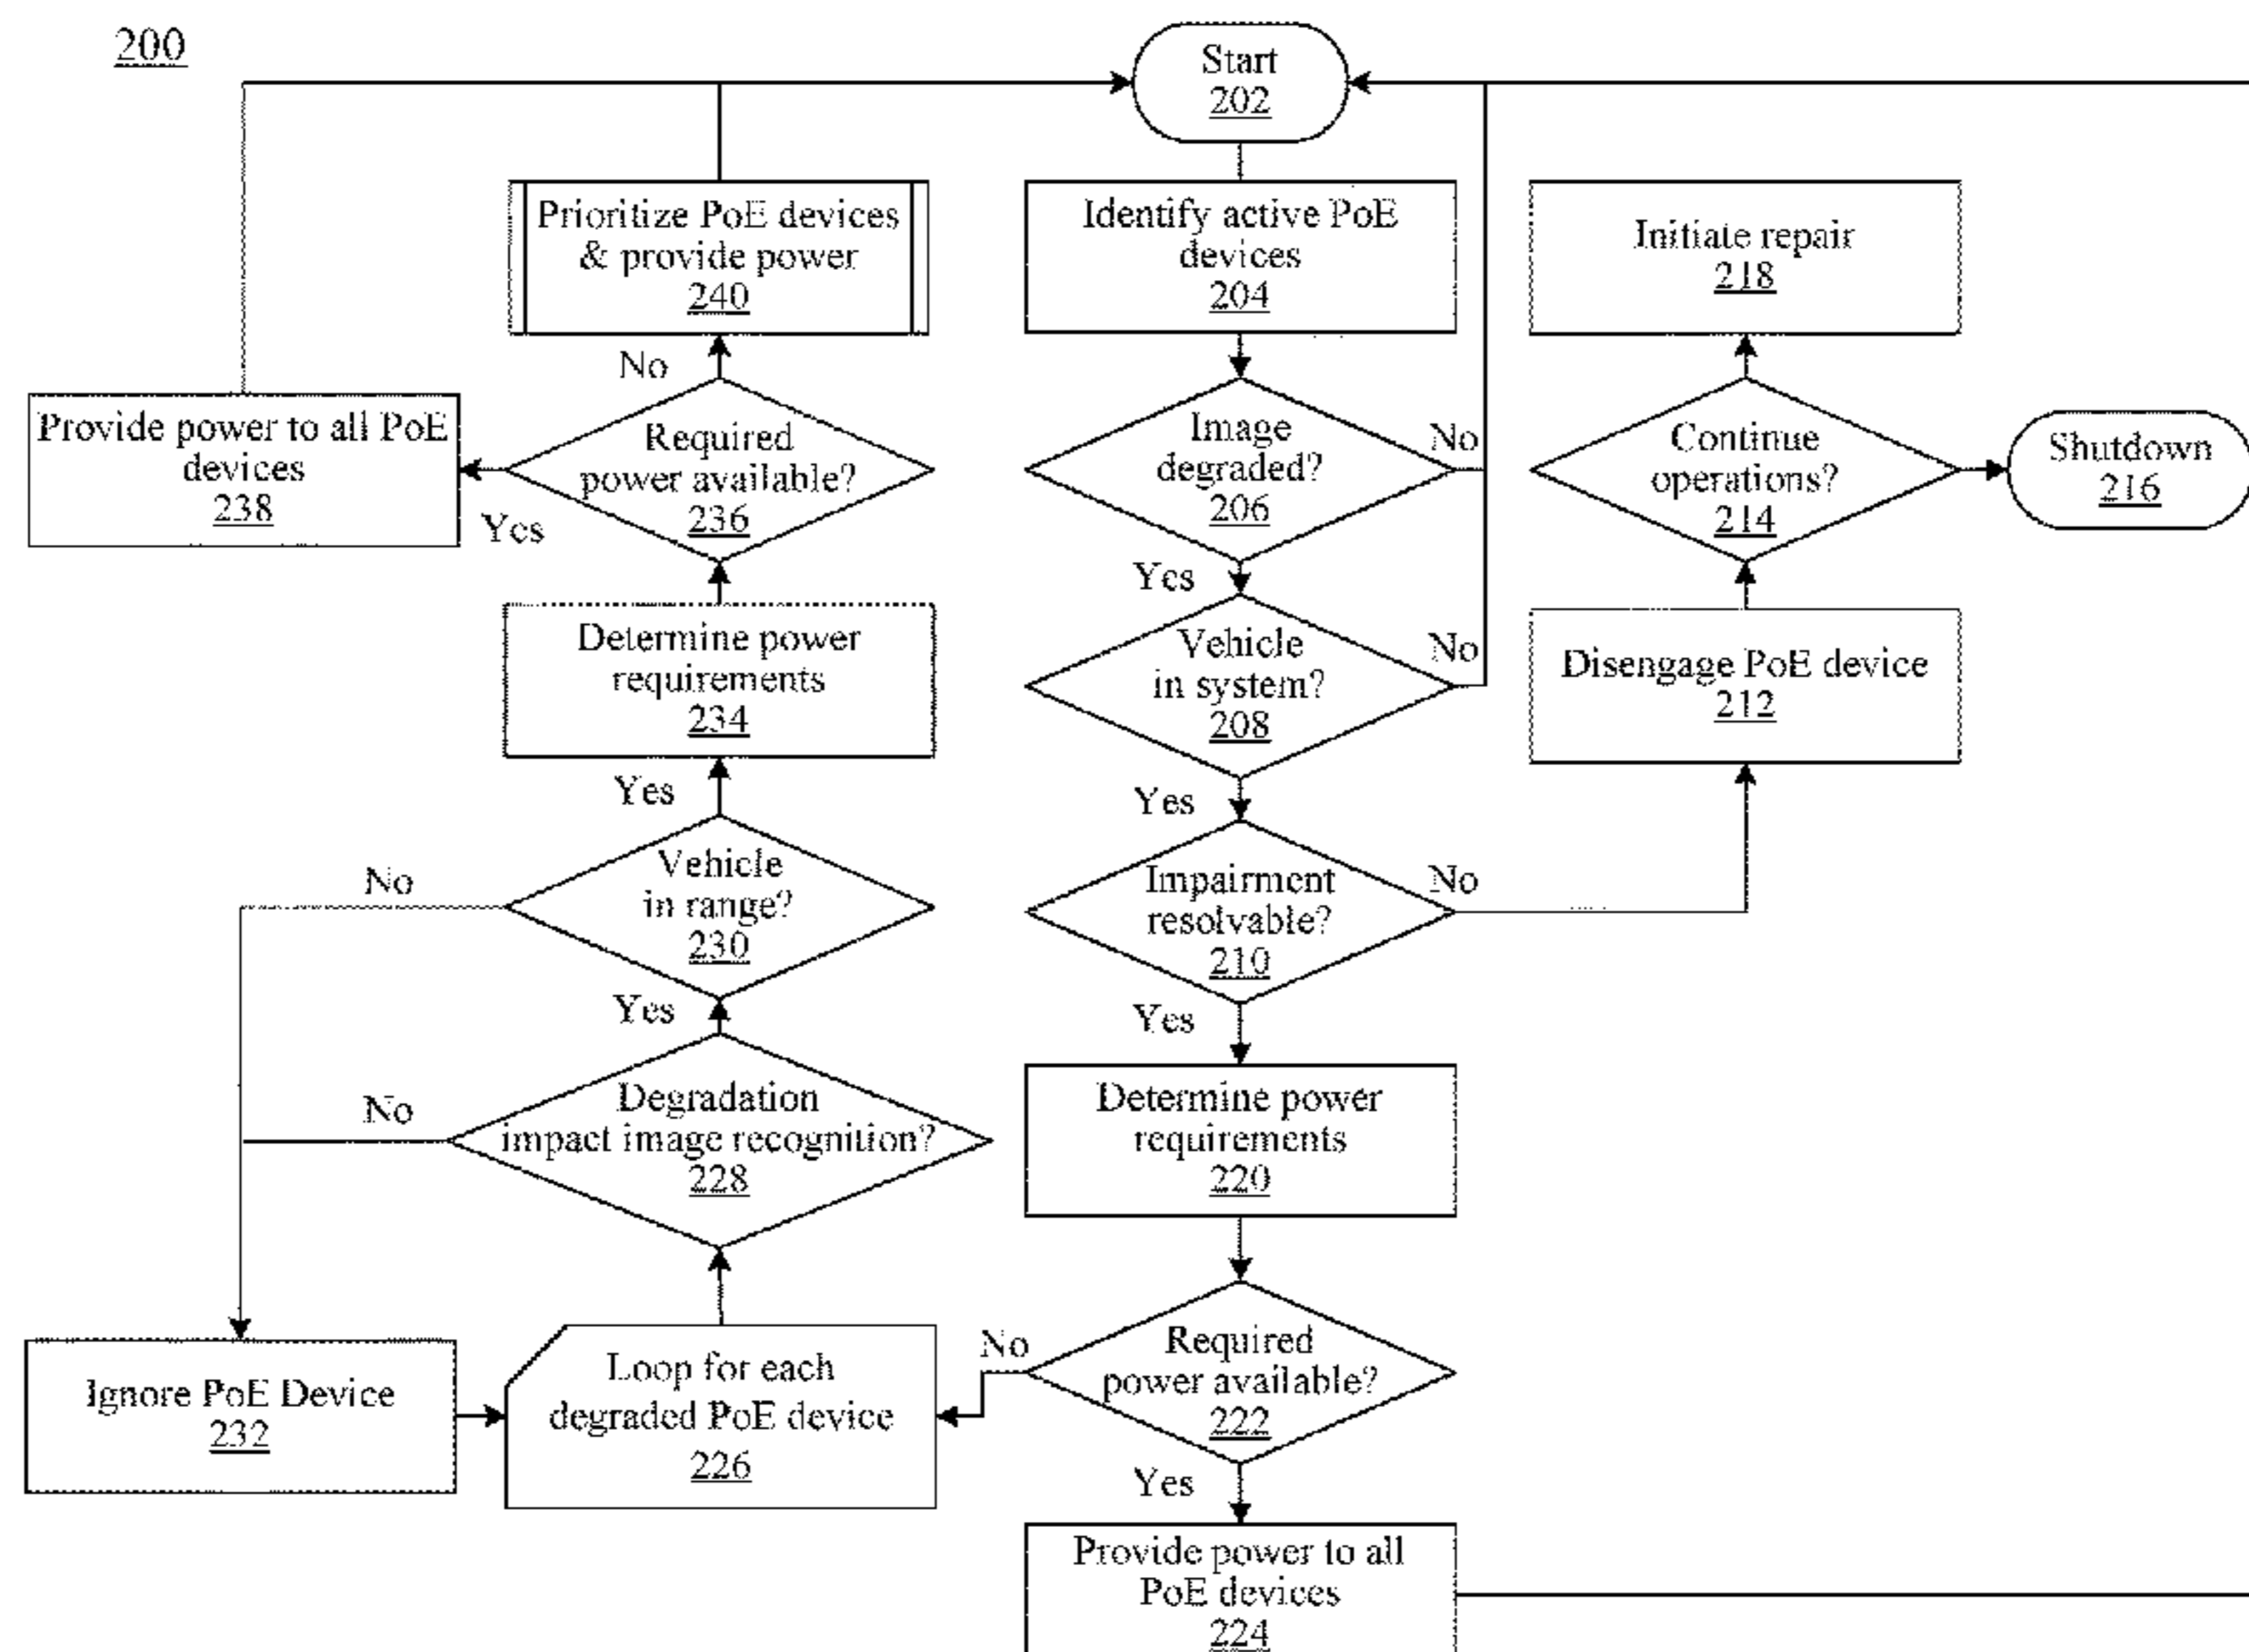 200
Start
202
Prioritize PoE devices
& provide power
240
Identify active PoE
devices
204
Initiate repair
218
No
Provide power to all PoE
devices
238
Yes
Required
power available?
236
Image
degraded?
206
No
Yes
Continue
operations?
214
Shutdown
216
Determine power
requirements
234
Vehicle
in system?
208
No
Yes
Disengage PoE device
212
Yes
Vehicle
in range?
230
No
Impairment
resolvable?
210
No
Yes
Yes
Degradation
impact image recognition?
228
No
Determine power
requirements
220
Ignore PoE Device
232
Loop for each
degraded PoE device
226
No
Required
power available?
222
Yes
Provide power to all
PoE devices
224